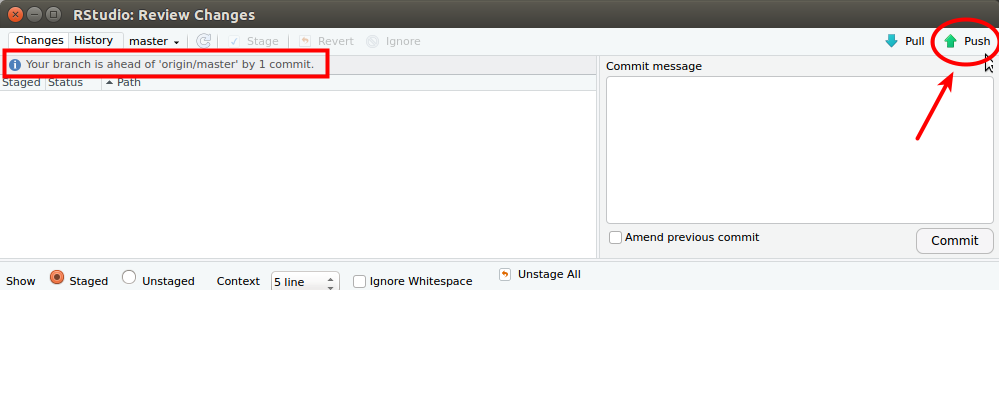 RStudio: Review Changes
Changes History master Stage Revert Ignore Pull Push
Your branch is ahead of 'origin/master' by 1 commit.
Commit message
Staged Status Path
Amend previous commit
Commit
Show Staged Unstaged Context 5 line Ignore Whitespace Unstage All